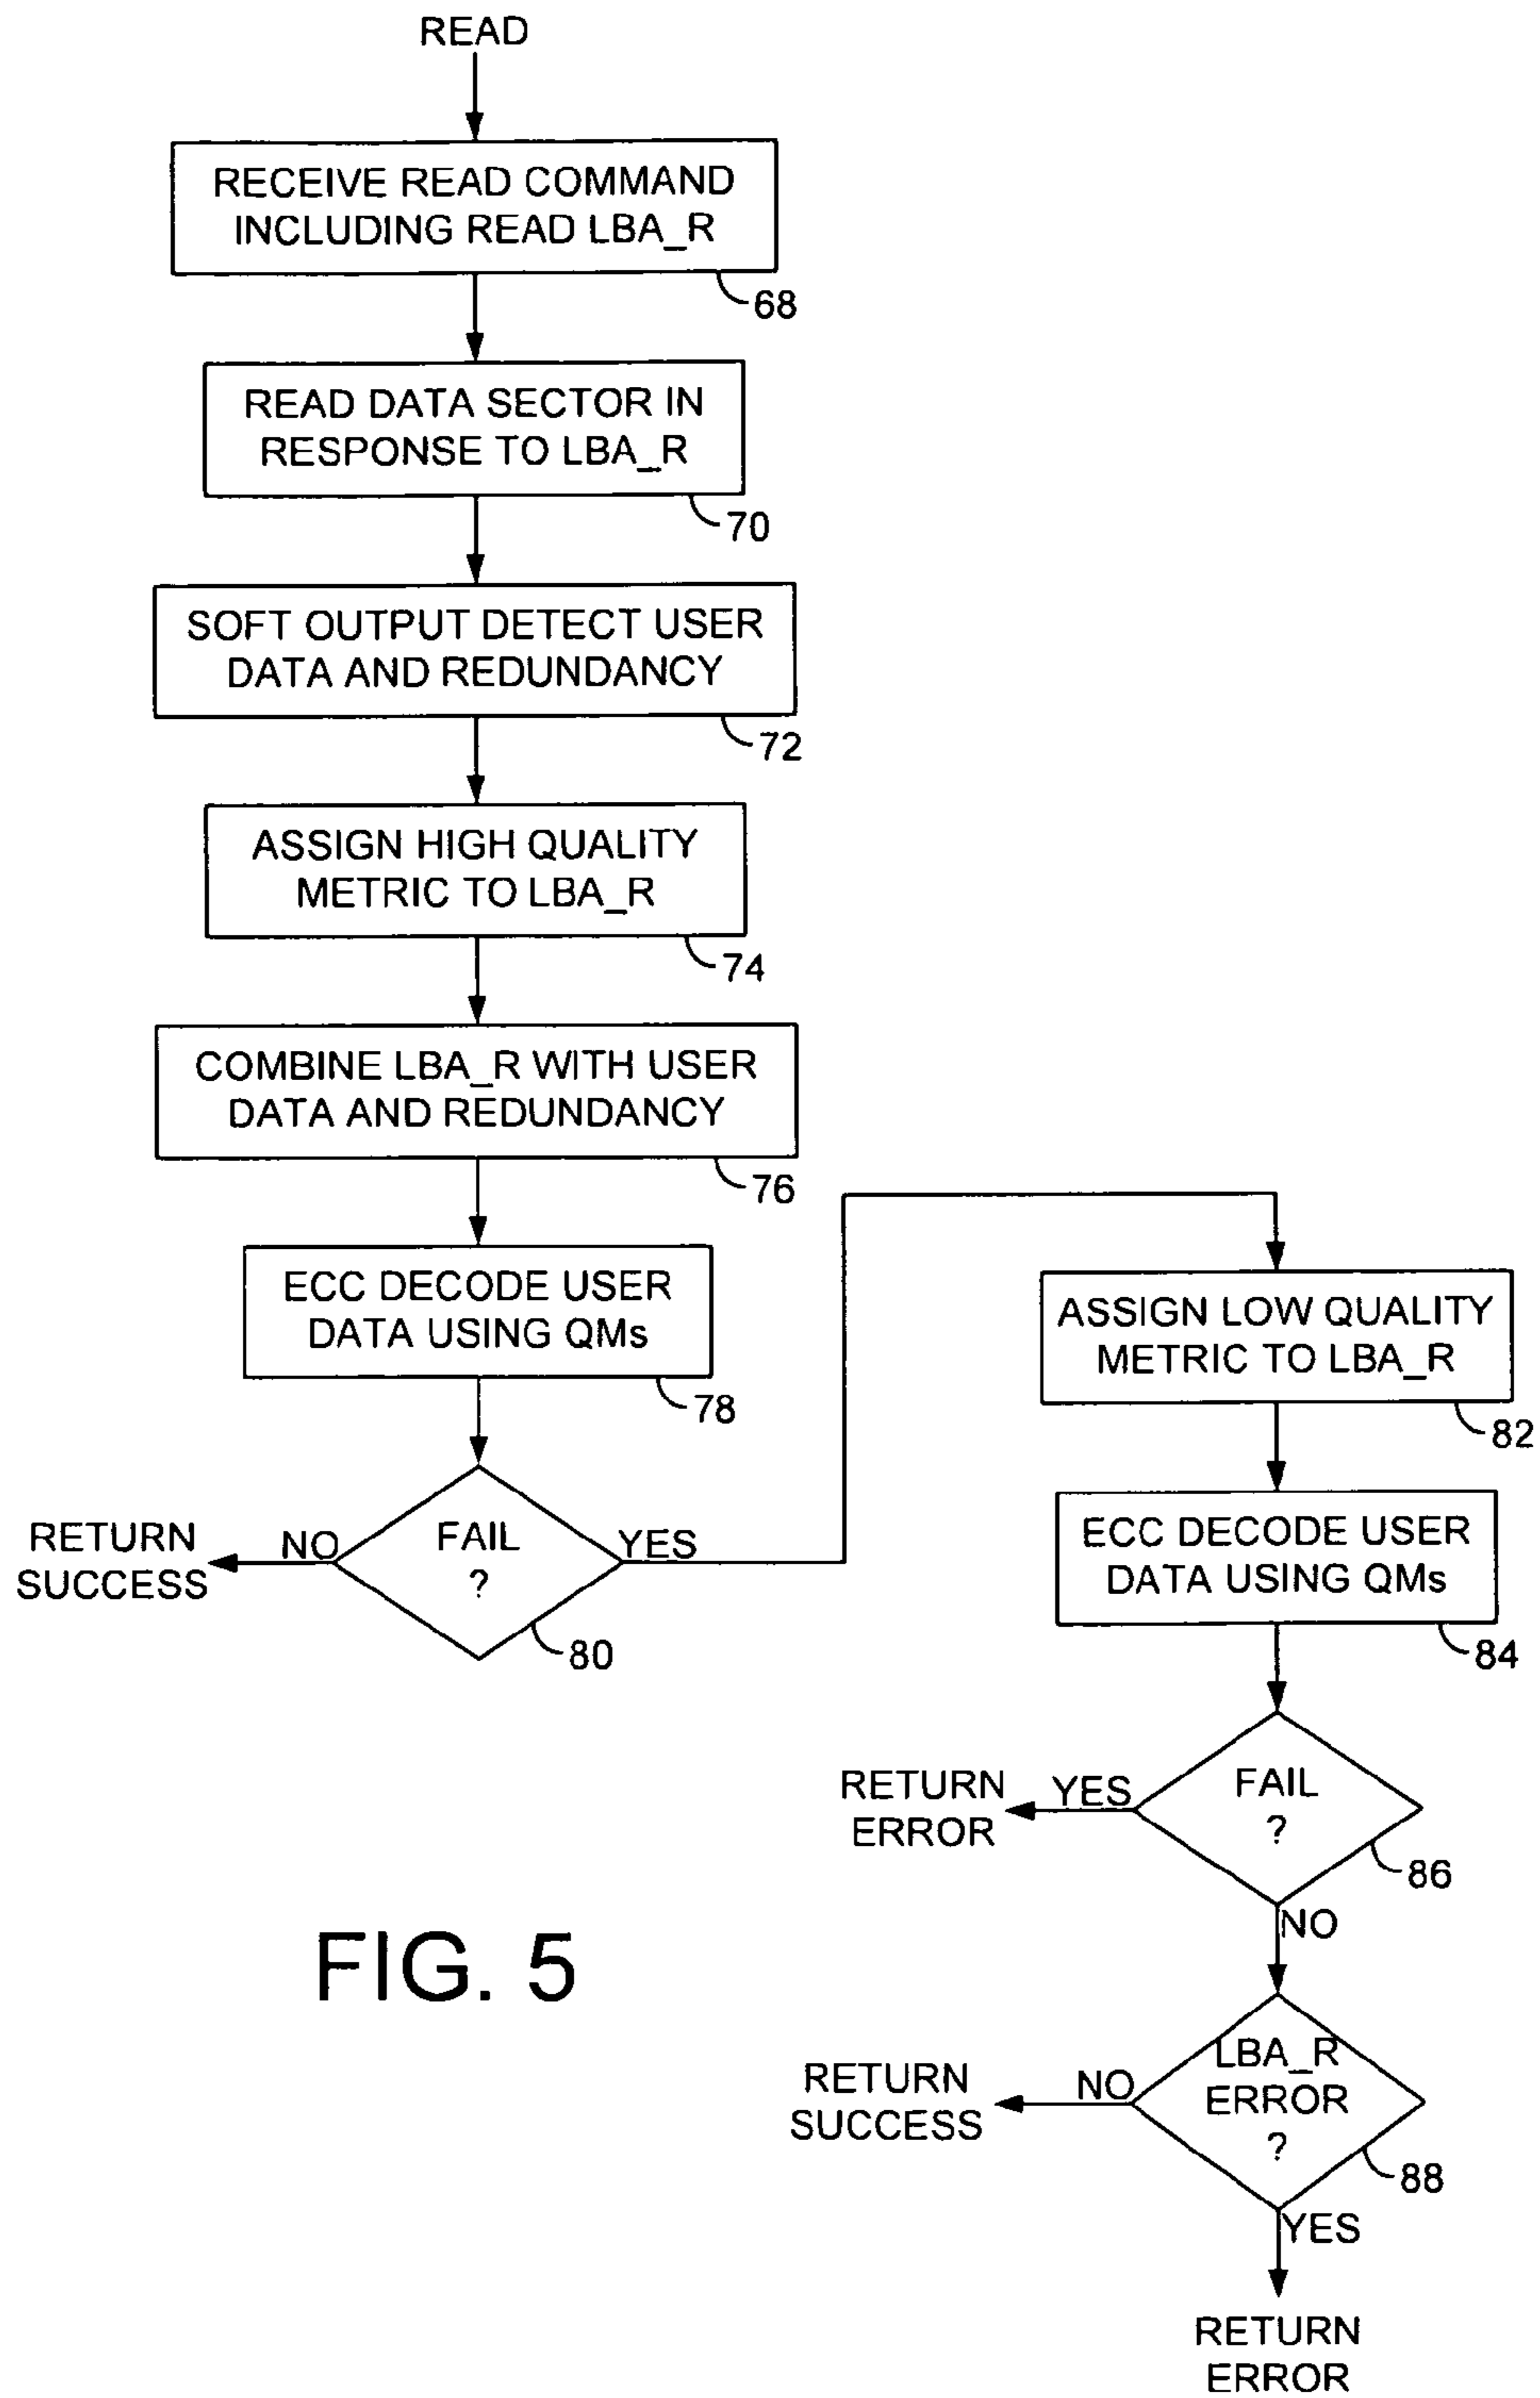 READ
RECEIVE READ COMMAND
INCLUDING READ LBA_R
68
READ DATA SECTOR IN
RESPONSE TO LBA_R
70
SOFT OUTPUT DETECT USER
DATA AND REDUNDANCY
72
ASSIGN HIGH QUALITY
METRIC TO LBA_R
74
COMBINE LBA_R WITH USER
DATA AND REDUNDANCY
76
ECC DECODE USER
DATA USING QMs
78
FAIL
?
80
NO
RETURN
SUCCESS
YES
ASSIGN LOW QUALITY
METRIC TO LBA_R
82
ECC DECODE USER
DATA USING QMs
84
FAIL
?
86
YES
RETURN
ERROR
NO
LBA_R
ERROR
?
88
NO
RETURN
SUCCESS
YES
RETURN
ERROR
FIG. 5